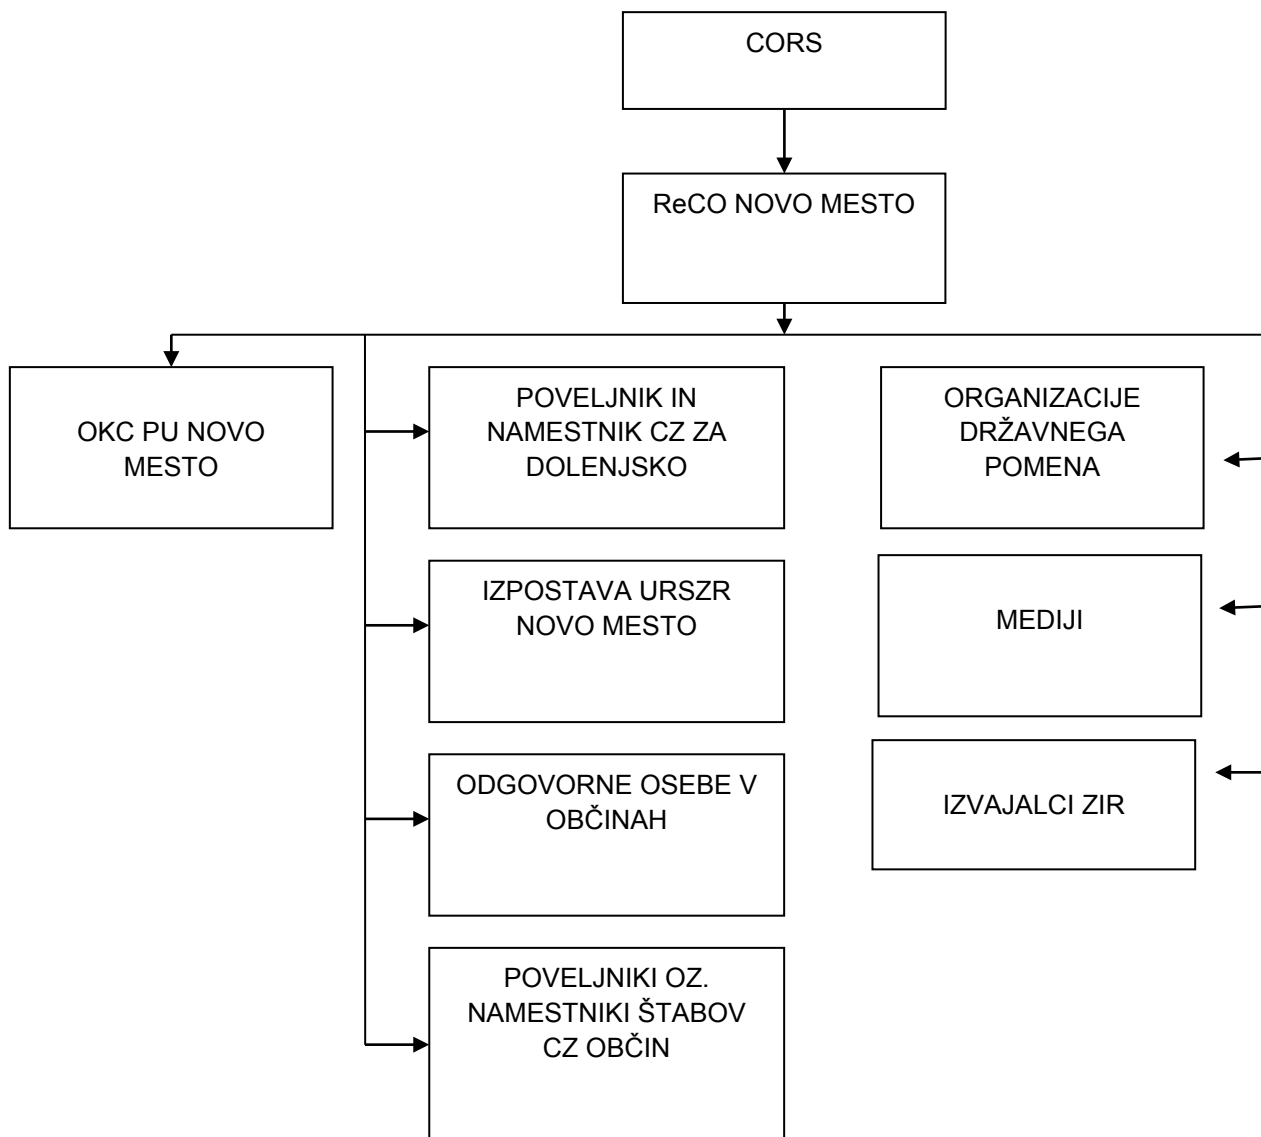 CORS
ReCO NOVO MESTO
OKC PU NOVO
MESTO
POVELJNIK IN
NAMESTNIK CZ ZA
DOLENJSKO
ORGANIZACIJE
DRŽAVNEGA
POMENA
IZPOSTAVA URSZR
NOVO MESTO
MEDIJI
ODGOVORNE OSEBE V
OBČINAH
IZVAJALCI ZIR
POVELJNIKI OZ.
NAMESTNIKI ŠTABOV
CZ OBČIN